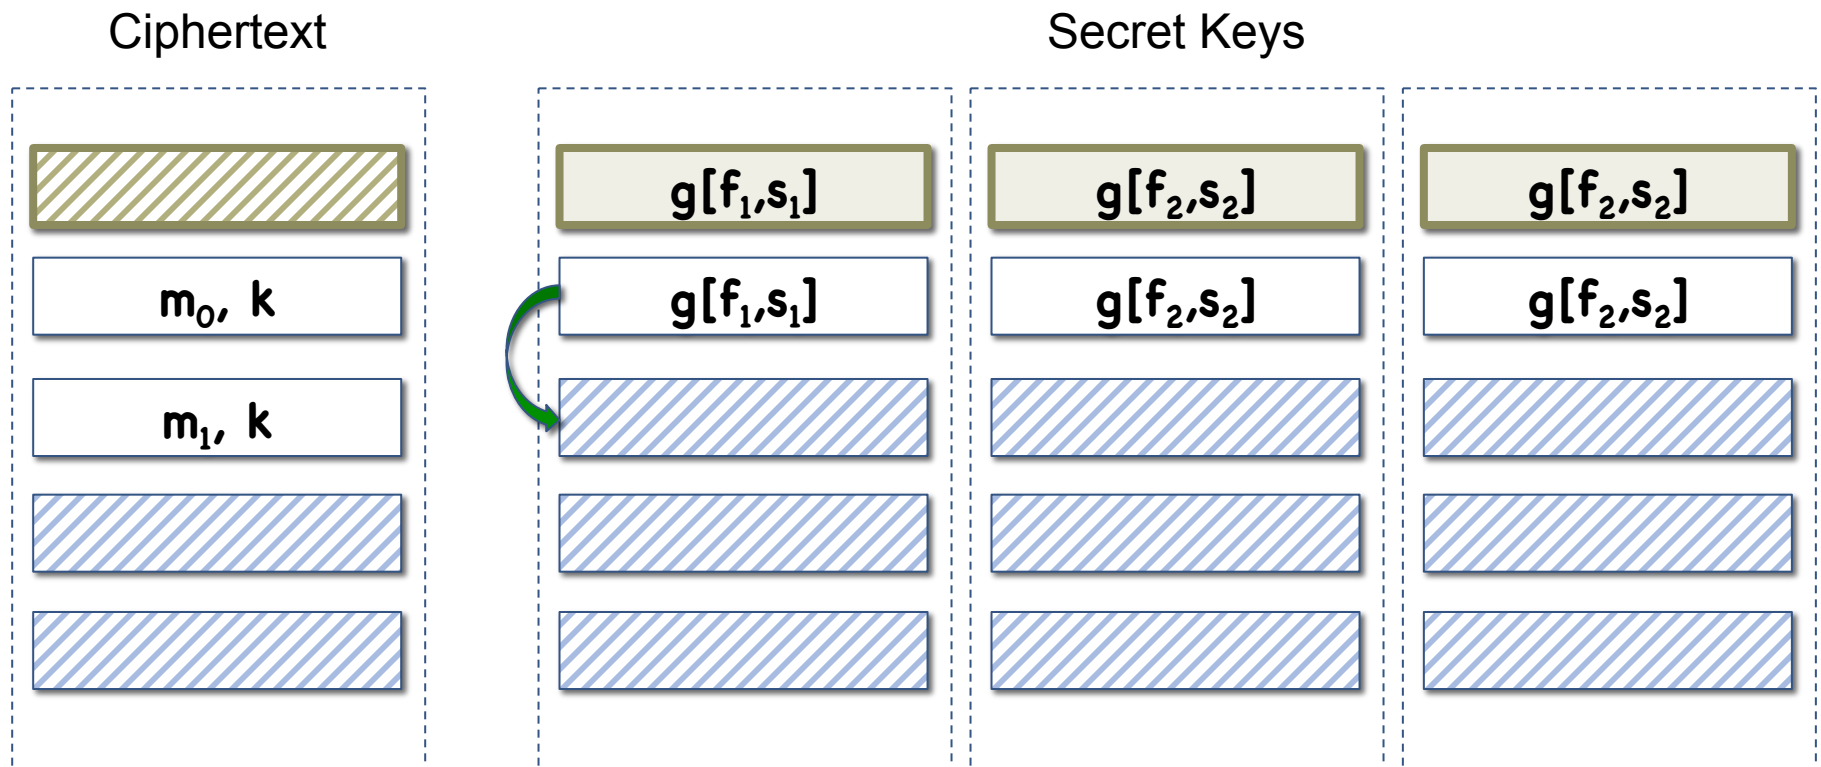 Ciphertext
Secret Keys
g[f₁,s₁]
g[f₂,s₂]
g[f₂,s₂]
m₀, k
g[f₁,s₁]
g[f₂,s₂]
g[f₂,s₂]
m₁, k